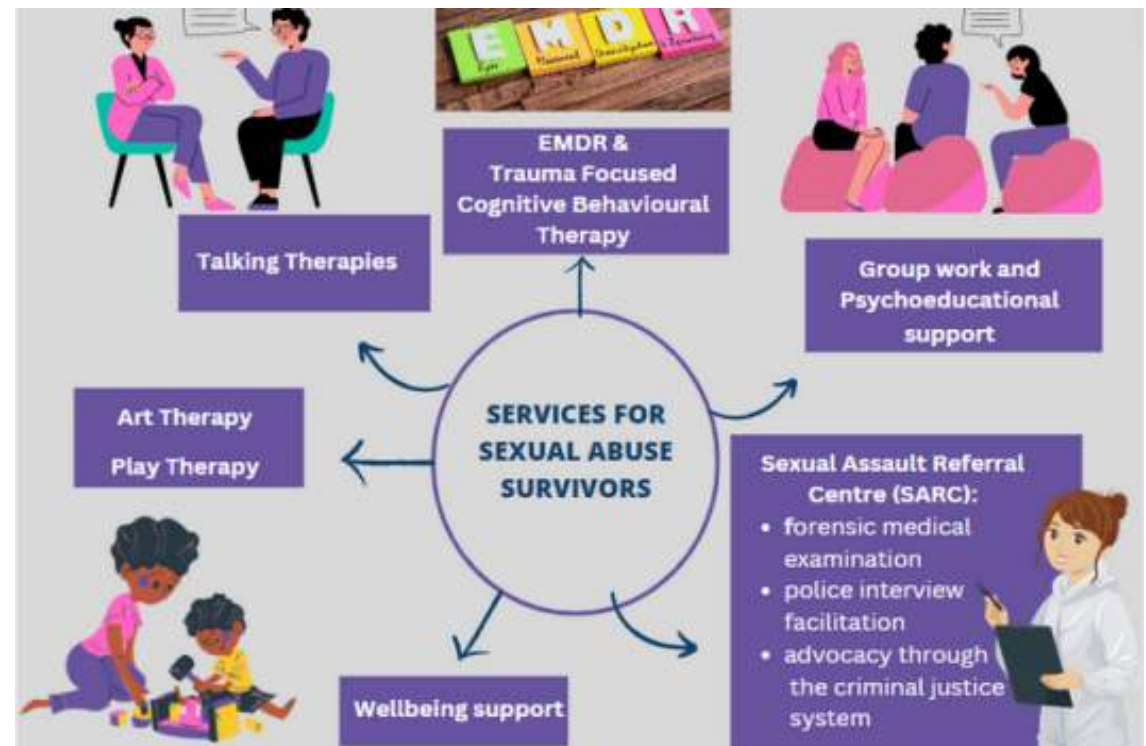 E M D R
EMDR &
Trauma Focused
Cognitive Behavioural
Therapy
Talking Therapies
Group work and
Psychoeducational
support
Art Therapy
Play Therapy
SERVICES FOR
SEXUAL ABUSE
SURVIVORS
Sexual Assault Referral
Centre (SARC):
• forensic medical
examination
• police interview
facilitation
• advocacy through
the criminal justice
system
Wellbeing support